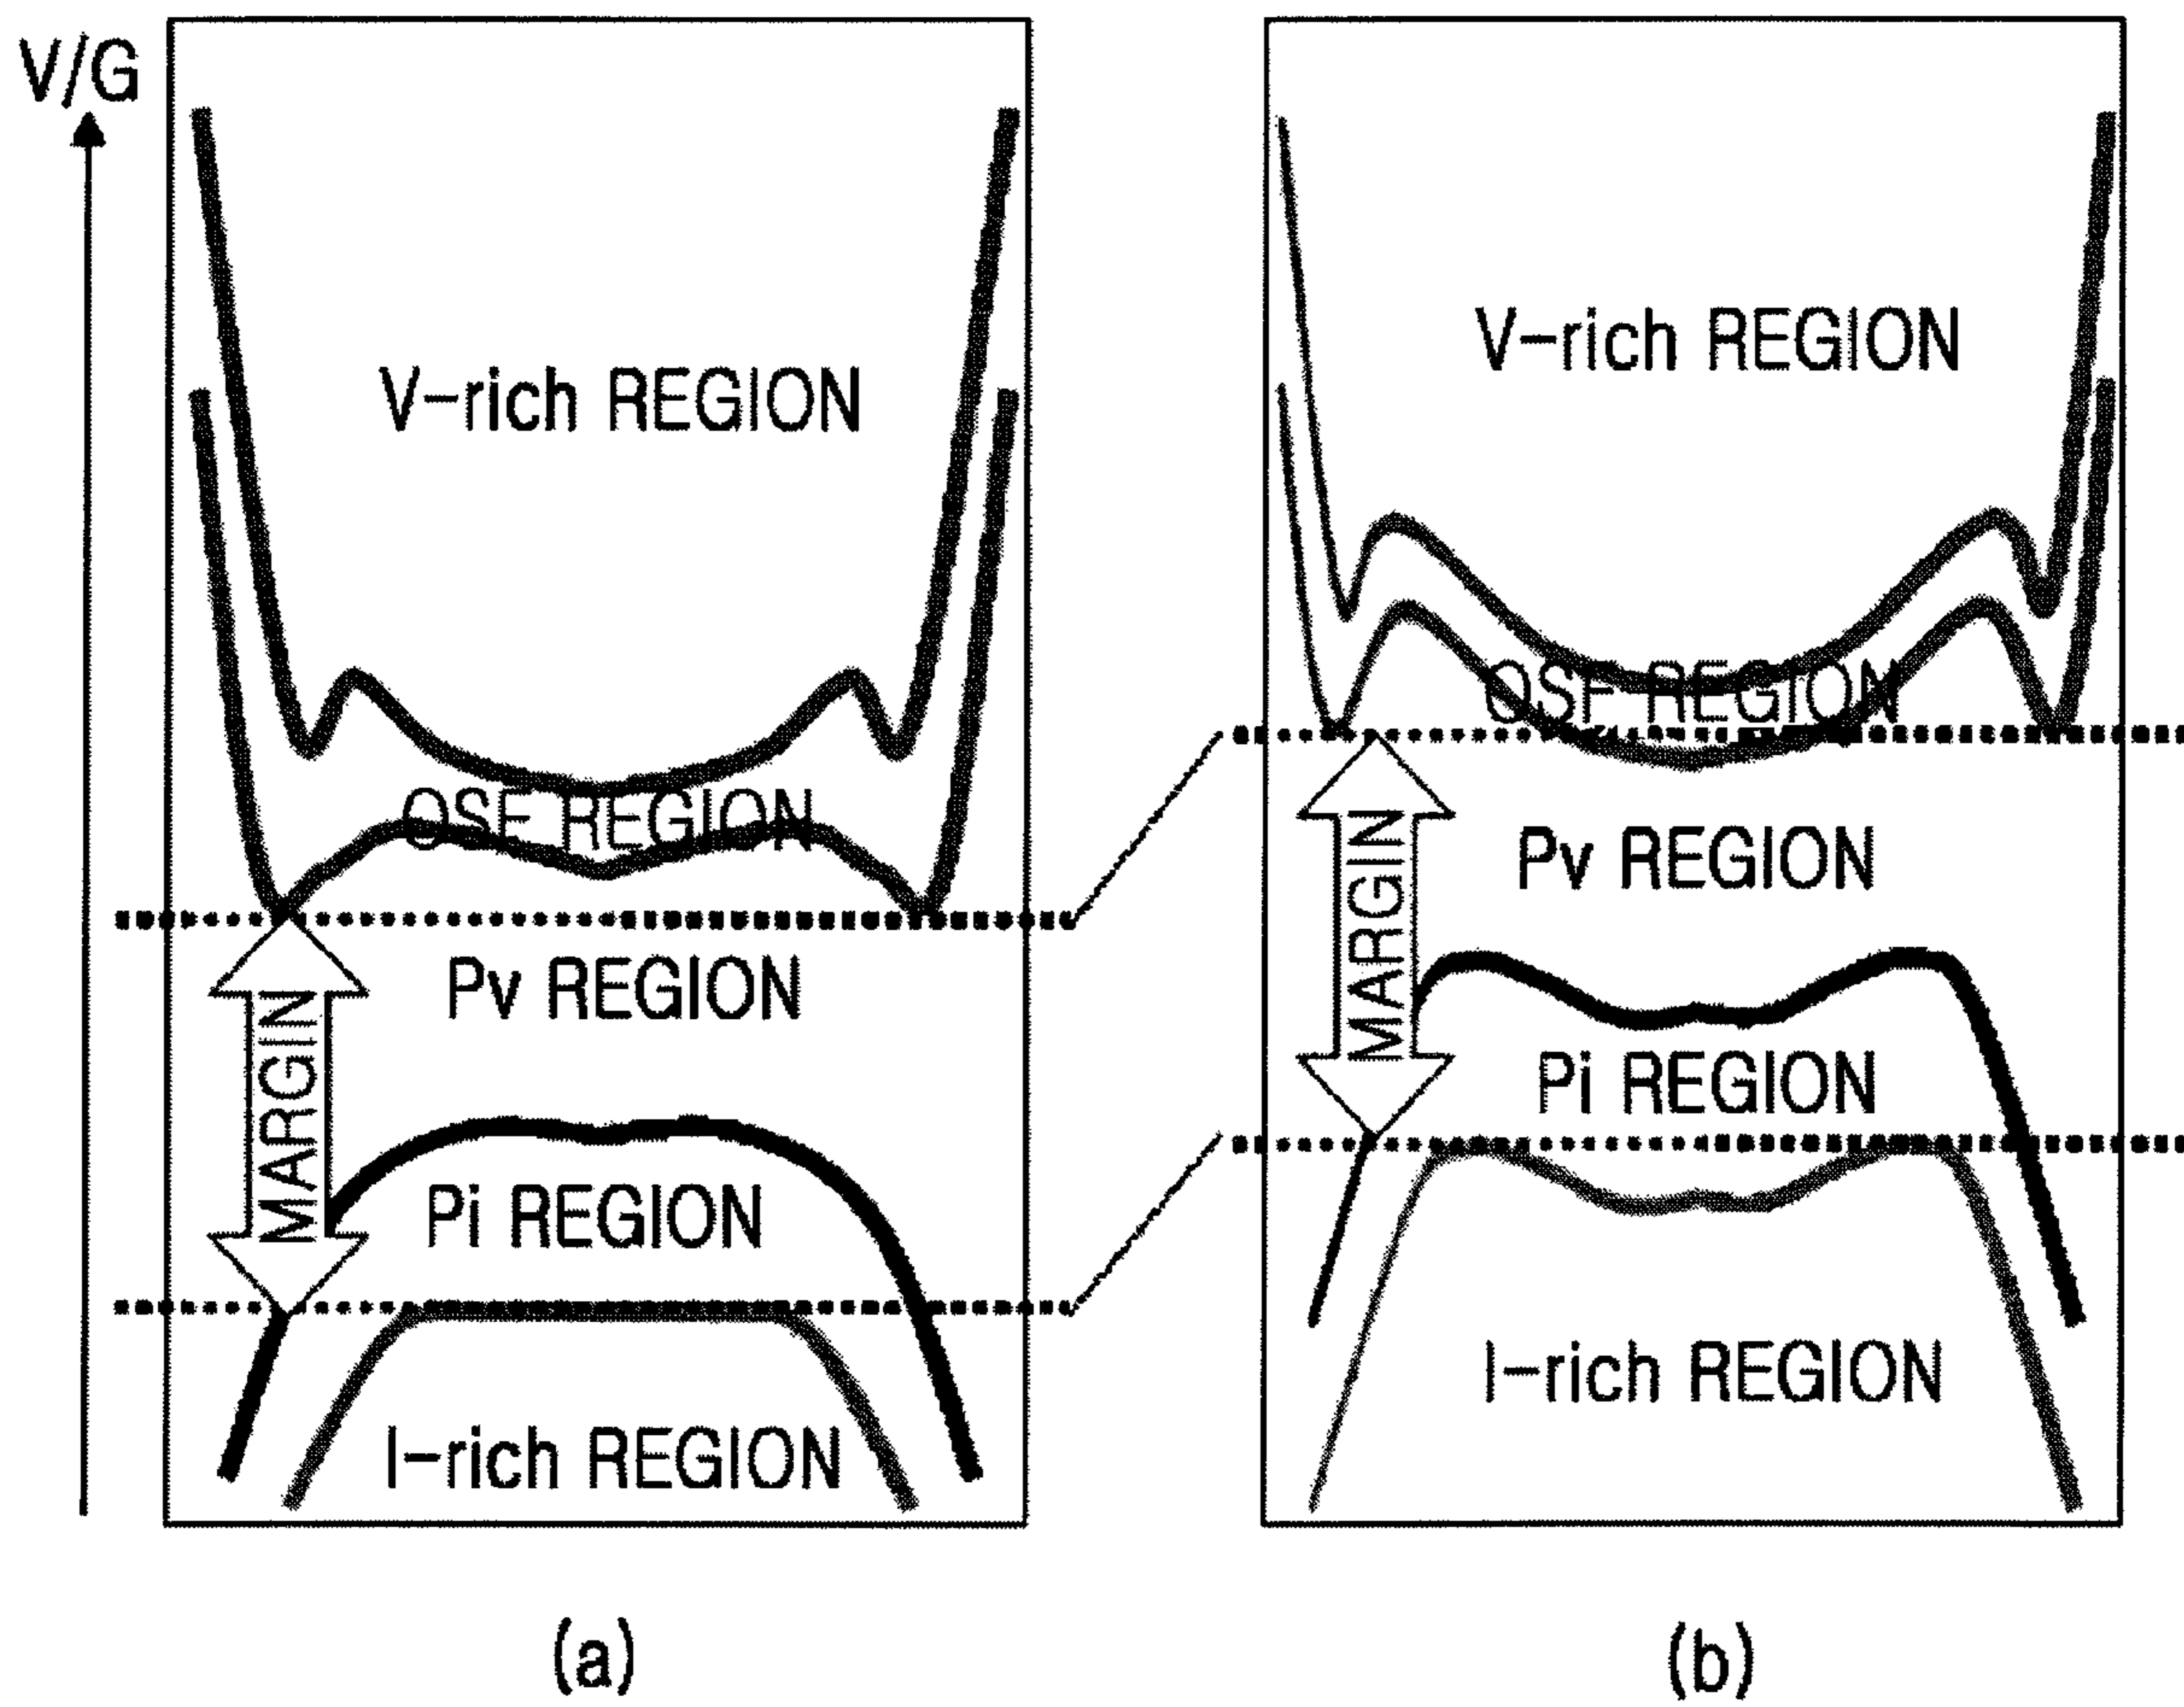 V/G
V-rich REGION
OSF REGION
Pv REGION
MARGIN
Pi REGION
I-rich REGION
(a)
V-rich REGION
OSF REGION
Pv REGION
MARGIN
Pi REGION
I-rich REGION
(b)